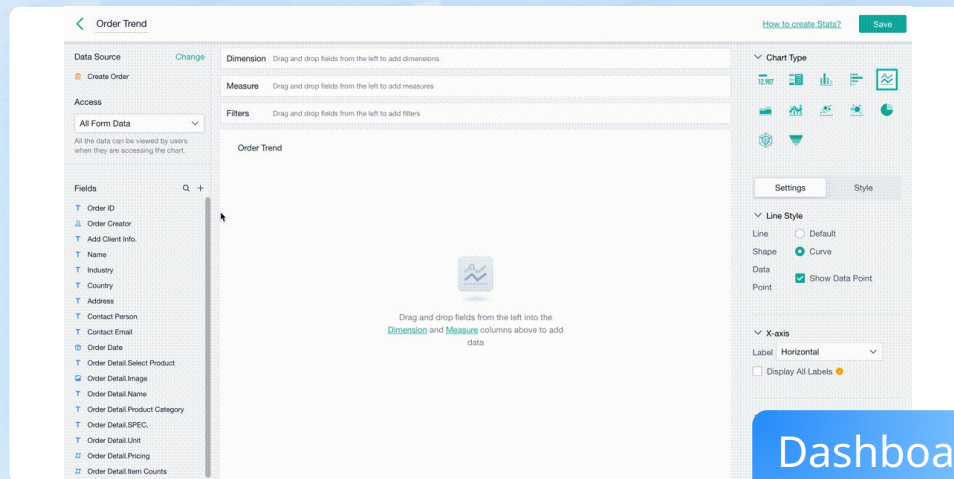 Order Trend
How to create Stats?
Save
Data Source
Change
Create Order
Access
All Form Data
All the data can be viewed by users
when they are accessing the chart.
Fields
Order ID
Order Creator
Add Client Info.
Name
Industry
Country
Address
Contact Person
Contact Email
Order Date
Order Detail.Select Product
Order Detail.Image
Order Detail.Name
Order Detail.Product Category
Order Detail.SPEC.
Order Detail.Unit
Order Detail.Pricing
Order Detail.Item Counts
Dimension Drag and drop fields from the left to add dimensions
Measure Drag and drop fields from the left to add measures
Filters Drag and drop fields from the left to add filters
Order Trend
Drag and drop fields from the left into the
Dimension and Measure columns above to add
data
Chart Type
12,907
Settings
Style
Line Style
Line
Shape
Default
Curve
Data
Point
Show Data Point
X-axis
Label Horizontal
Display All Labels
Dashboa